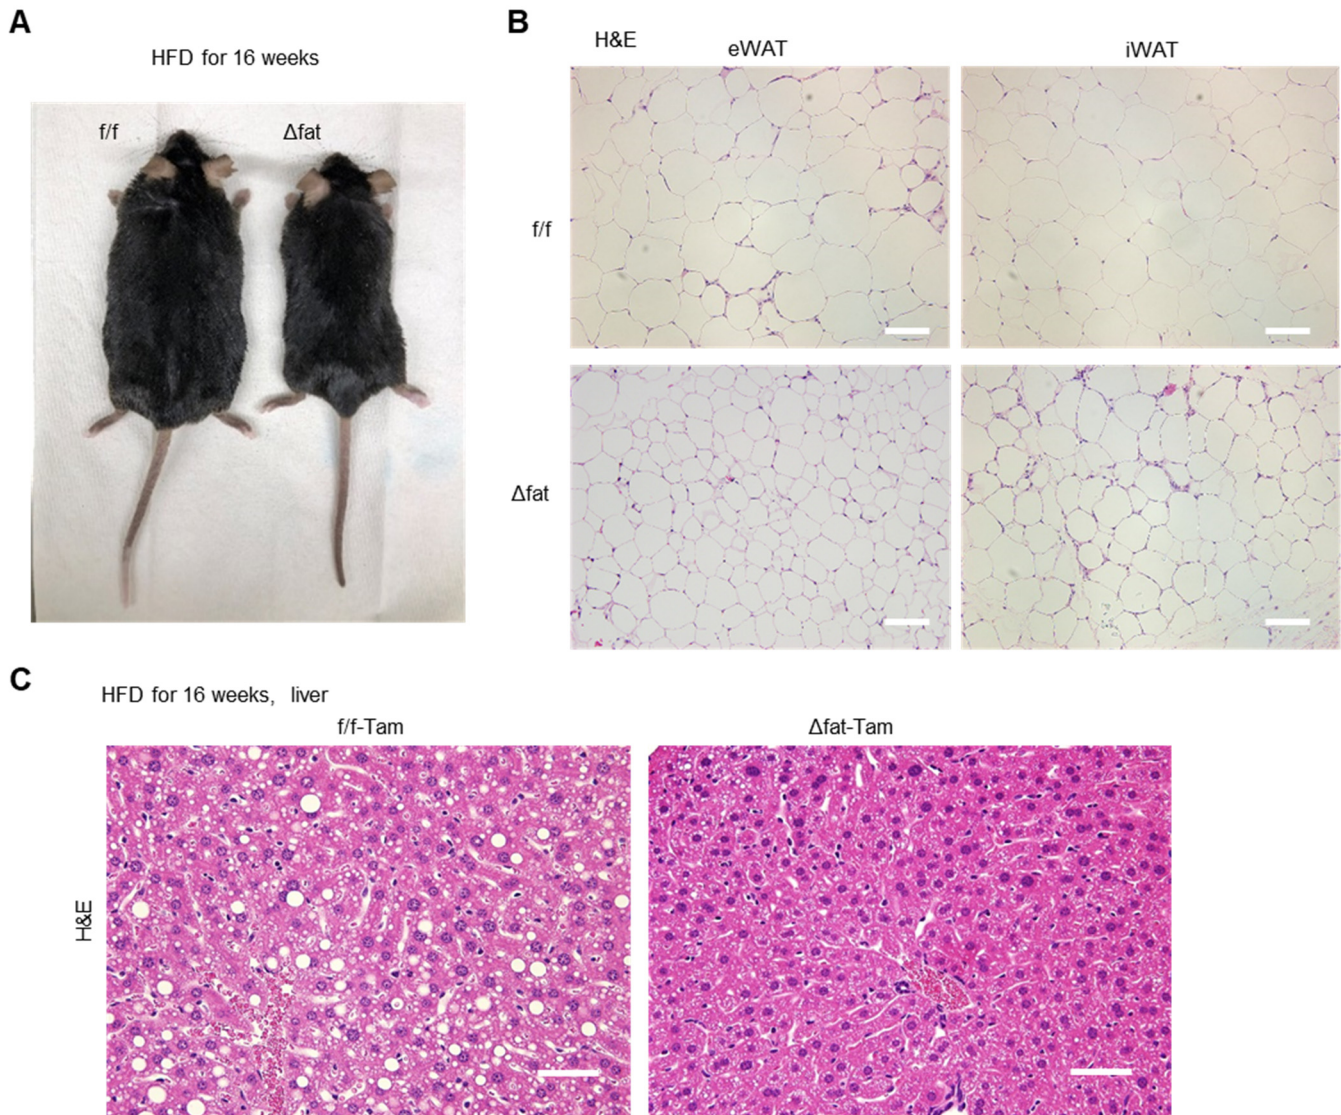 A
HFD for 16 weeks
f/f
Δfat
B
H&E
eWAT
iWAT
f/f
Δfat
C
HFD for 16 weeks, liver
f/f-Tam
Δfat-Tam
H&E